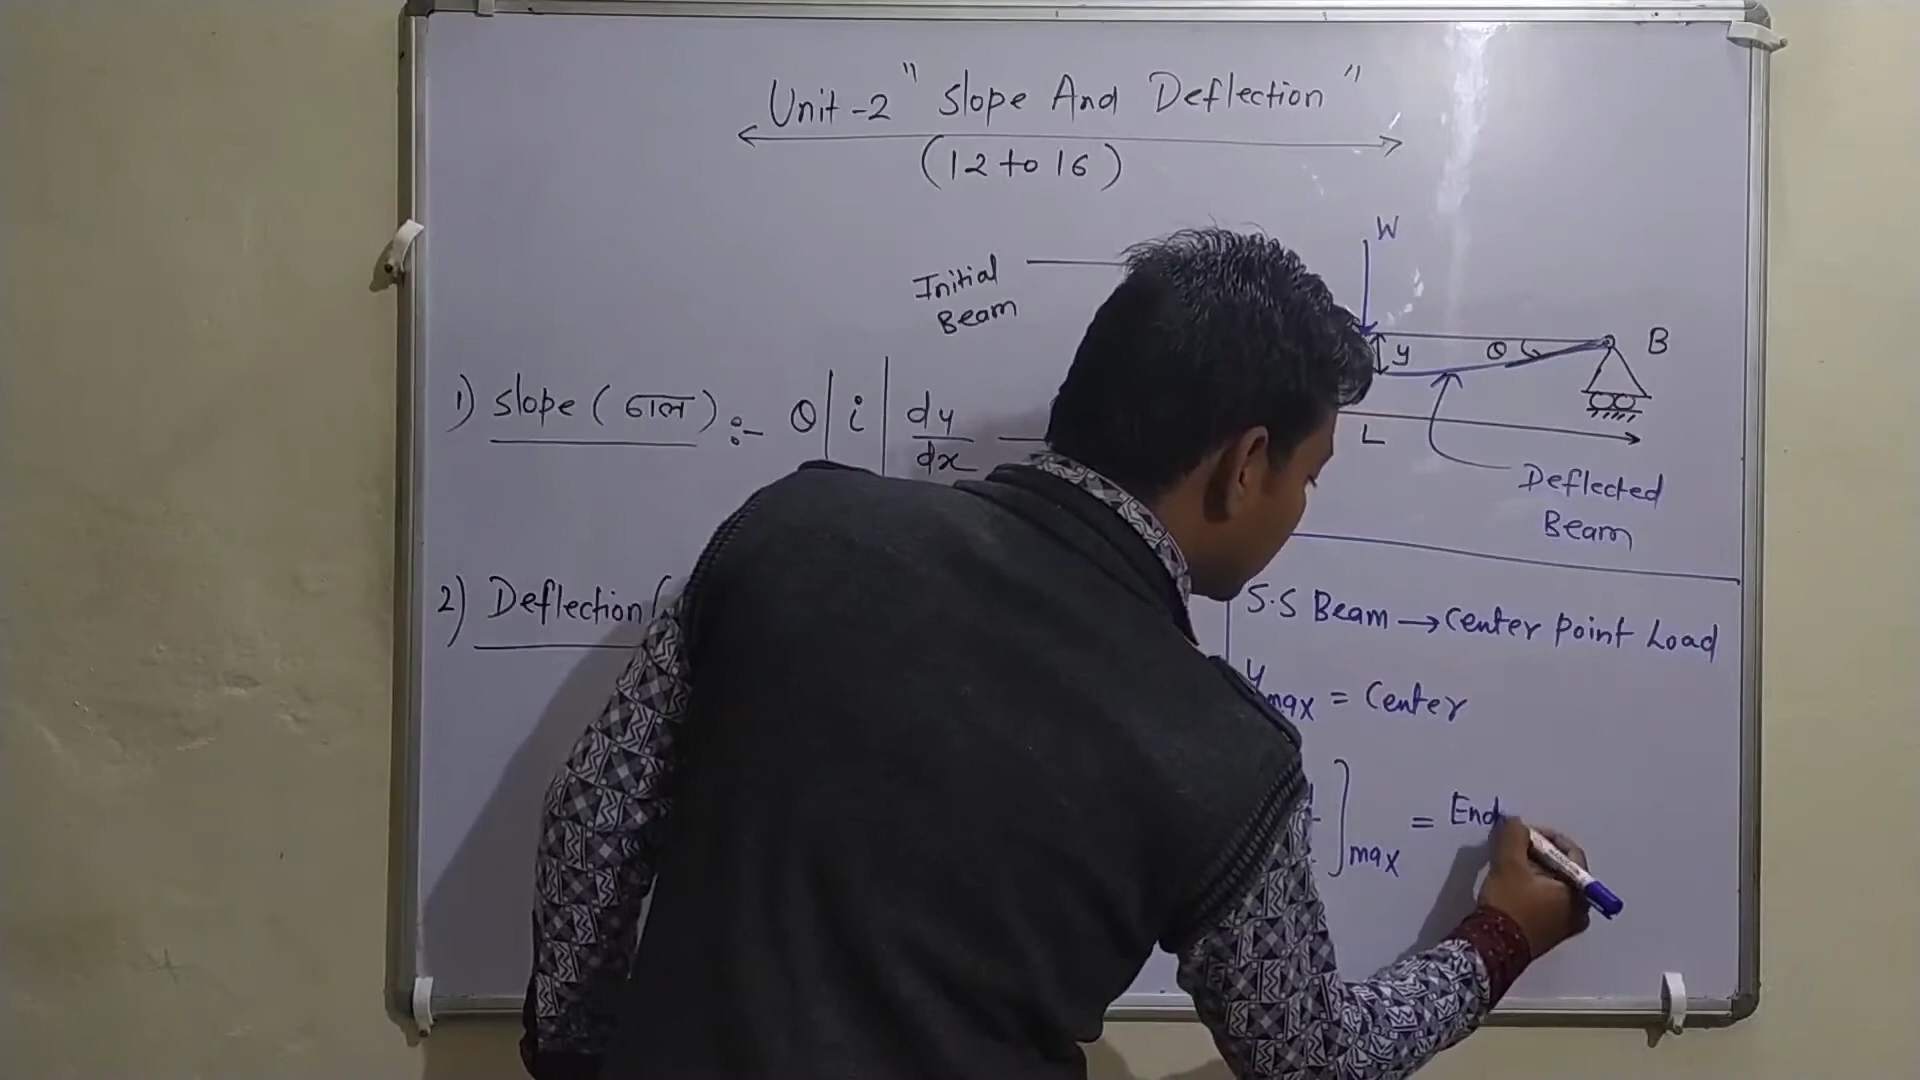 Unit-2 " Slope And Deflection "
(12 to 16)
W
Initial
Beam
y
θ
B
1) Slope (ढाल) :- θ | i | dy/dx
L
Deflected
Beam
2) Deflection (
S.S Beam → Center Point Load
y max = Center
] max = End